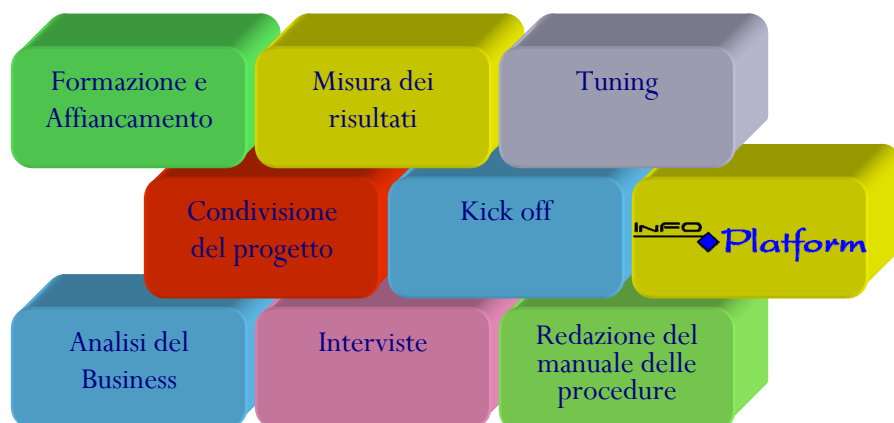 Formazione e
Affiancamento
Misura dei
risultati
Tuning
Condivisione
del progetto
Kick off
INFO
Platform
Analisi del
Business
Interviste
Redazione del
manuale delle
procedure